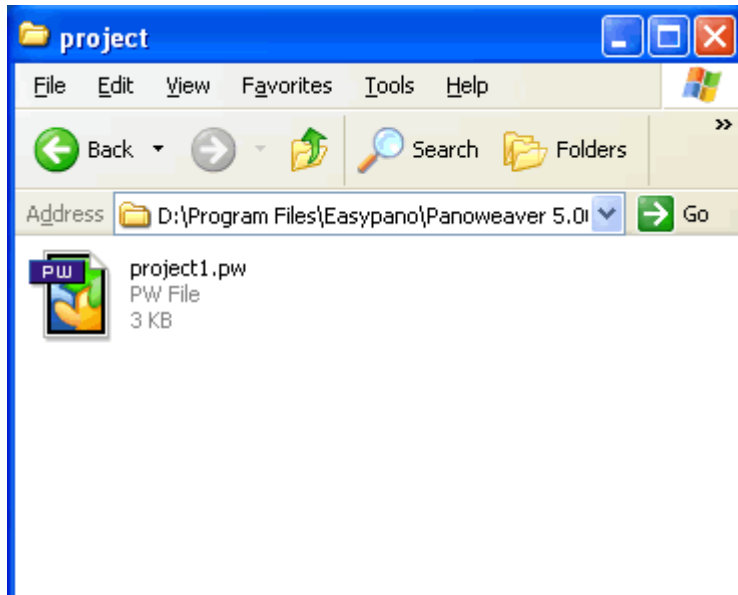 project
File Edit View Favorites Tools Help
Back Search Folders »
Address D:\Program Files\Easypano\Panoweaver 5.0 Go
PW project1.pw
PW File
3 KB